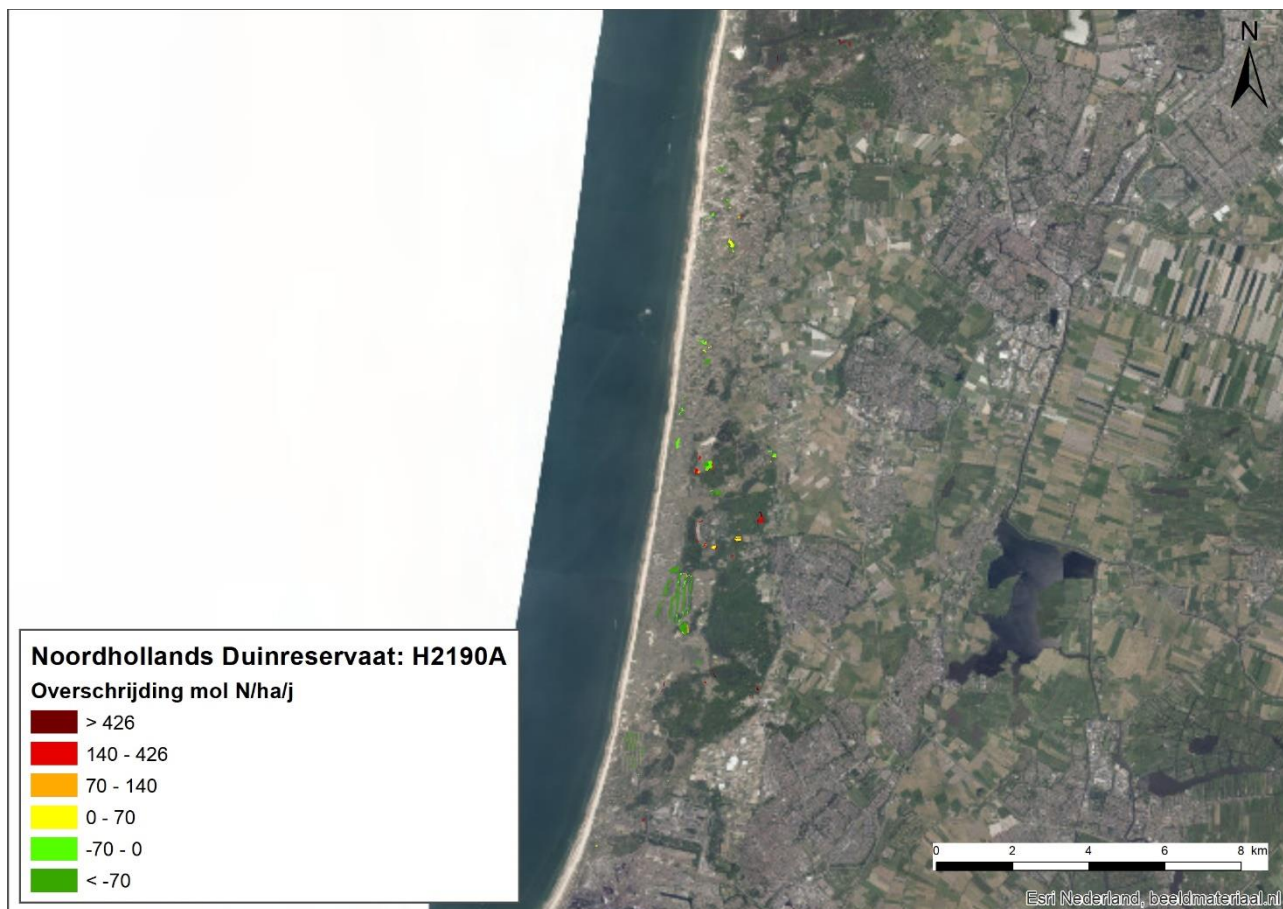 N
Noordhollands Duinreservaat: H2190A
Overschrijding mol N/ha/j
> 426
140 - 426
70 - 140
0 - 70
-70 - 0
< -70
0 2 4 6 8 km
Esri Nederland, beeldmateriaal.nl